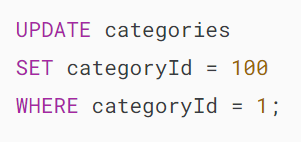 UPDATE categories
SET categoryId = 100
WHERE categoryId = 1;